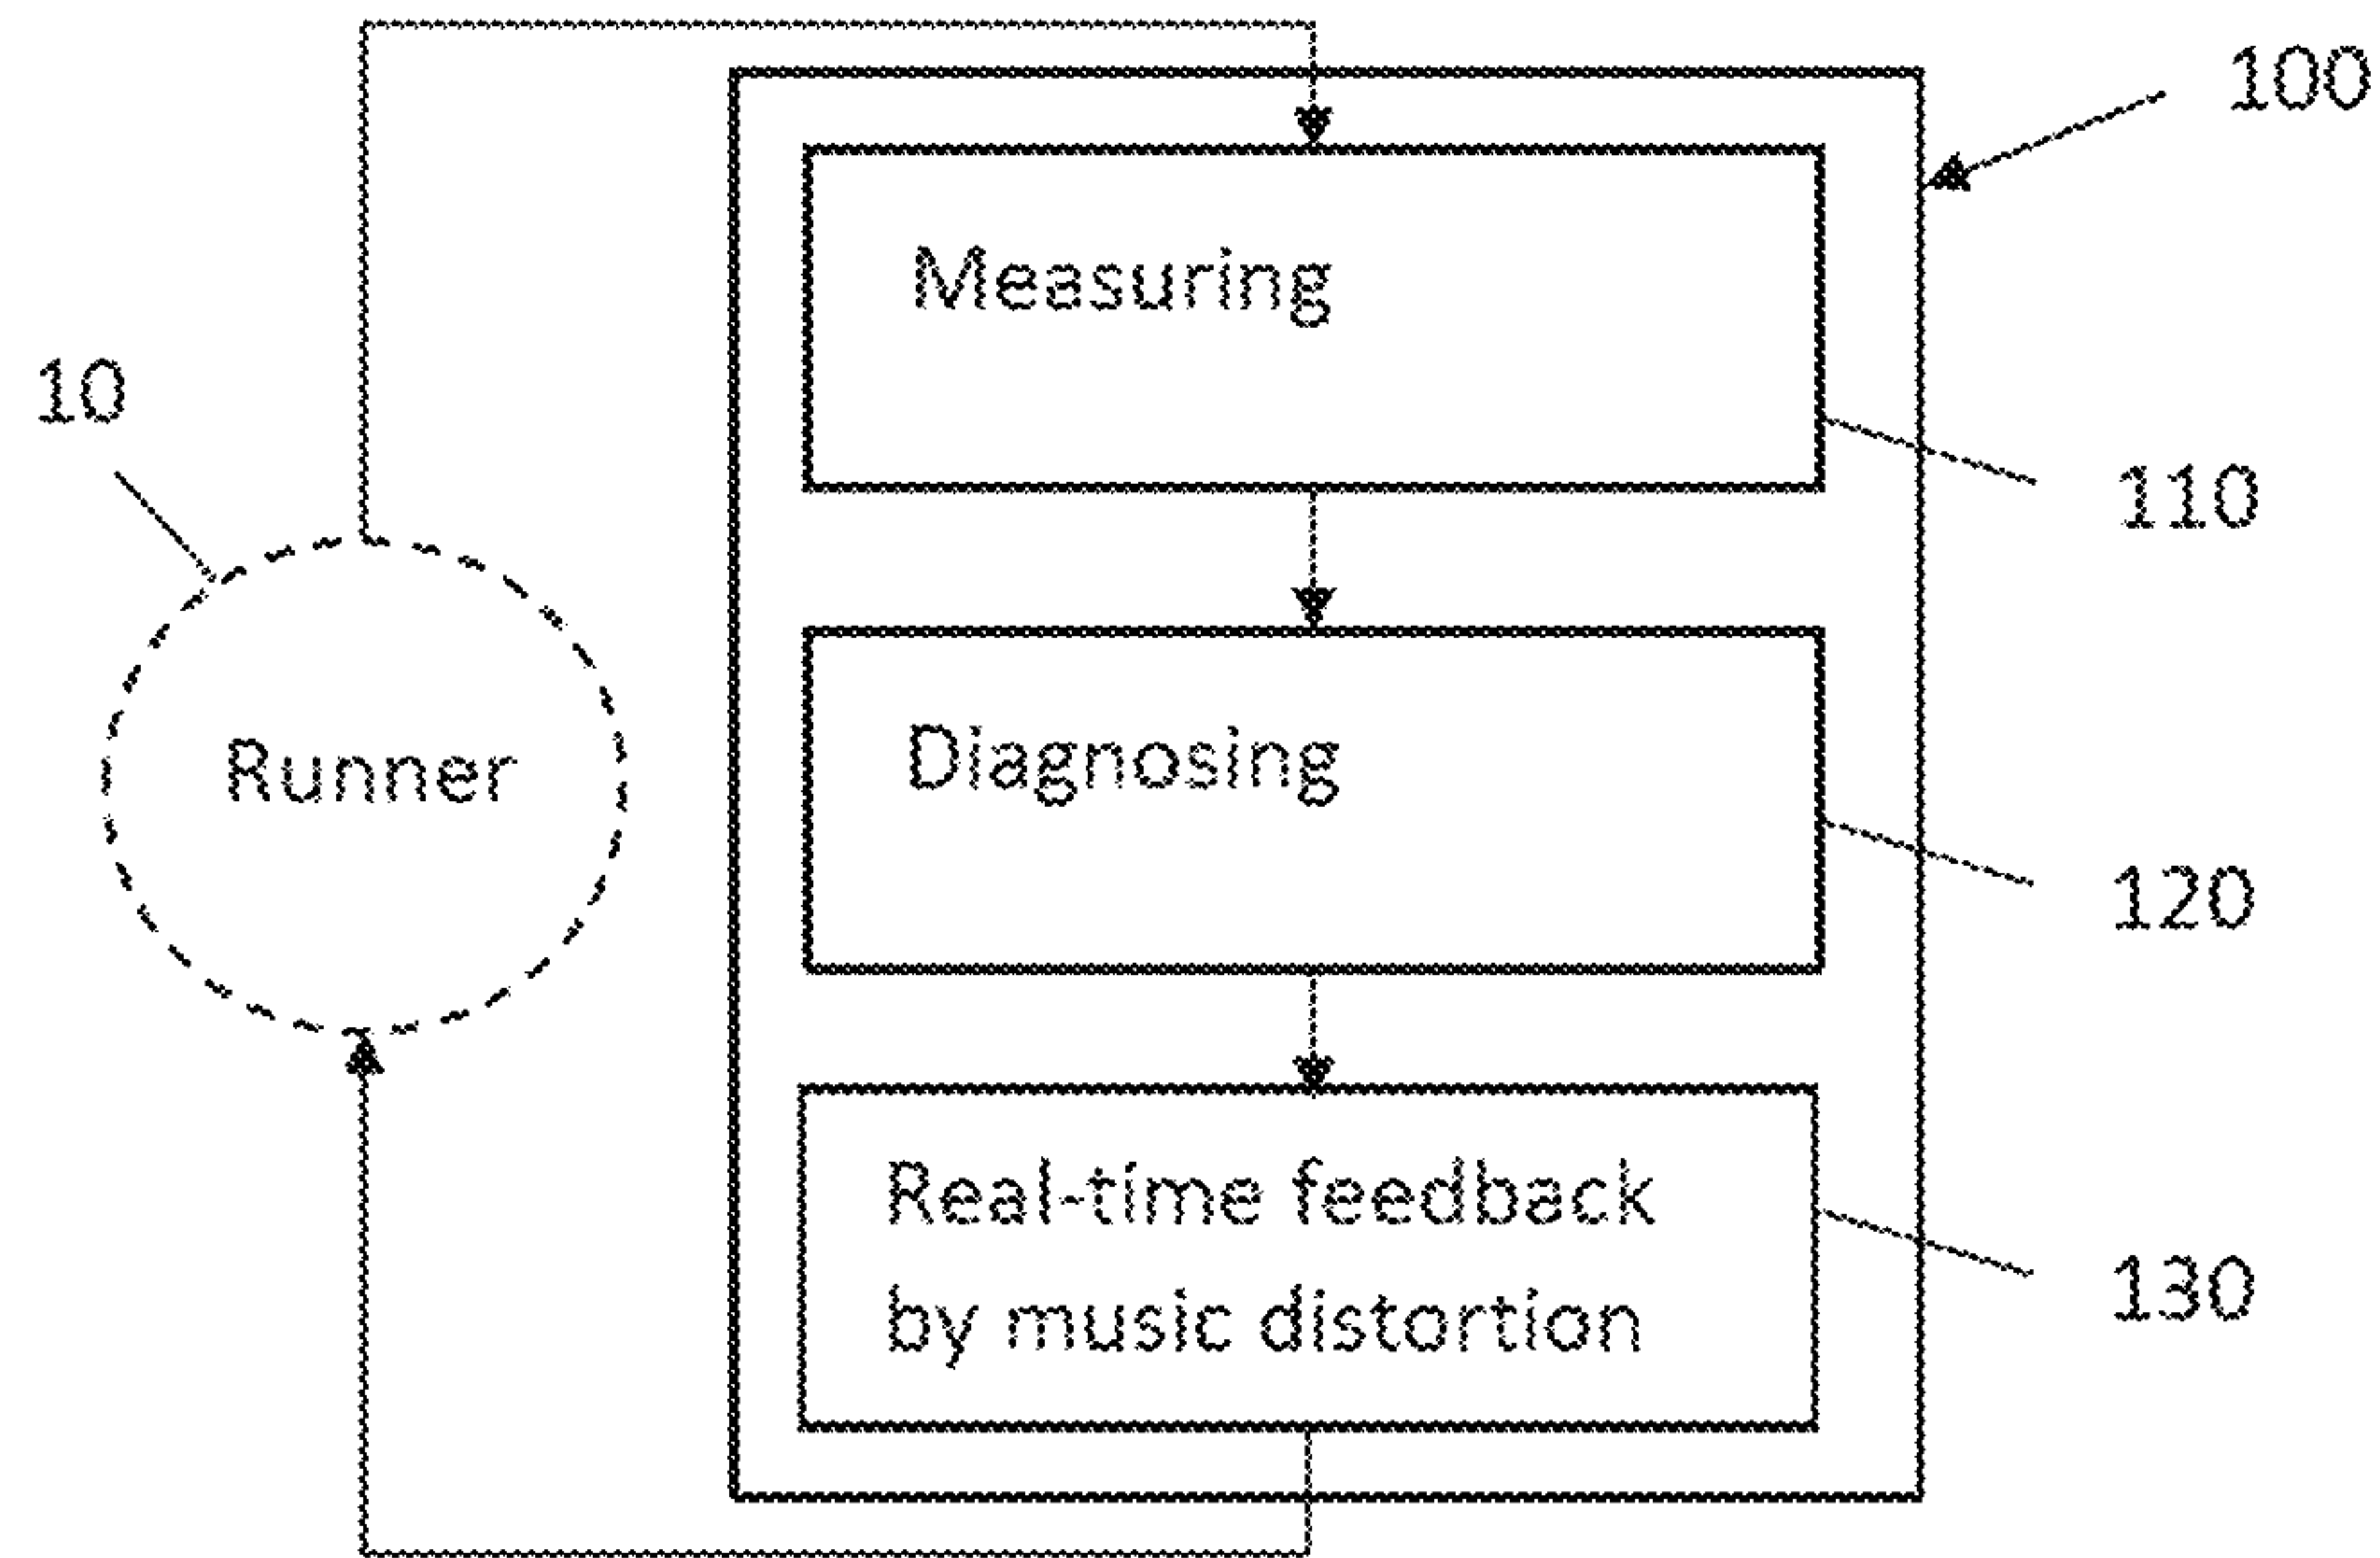 100
Measuring
10
110
Runner
Diagnosing
120
Real-time feedback
by music distortion
130